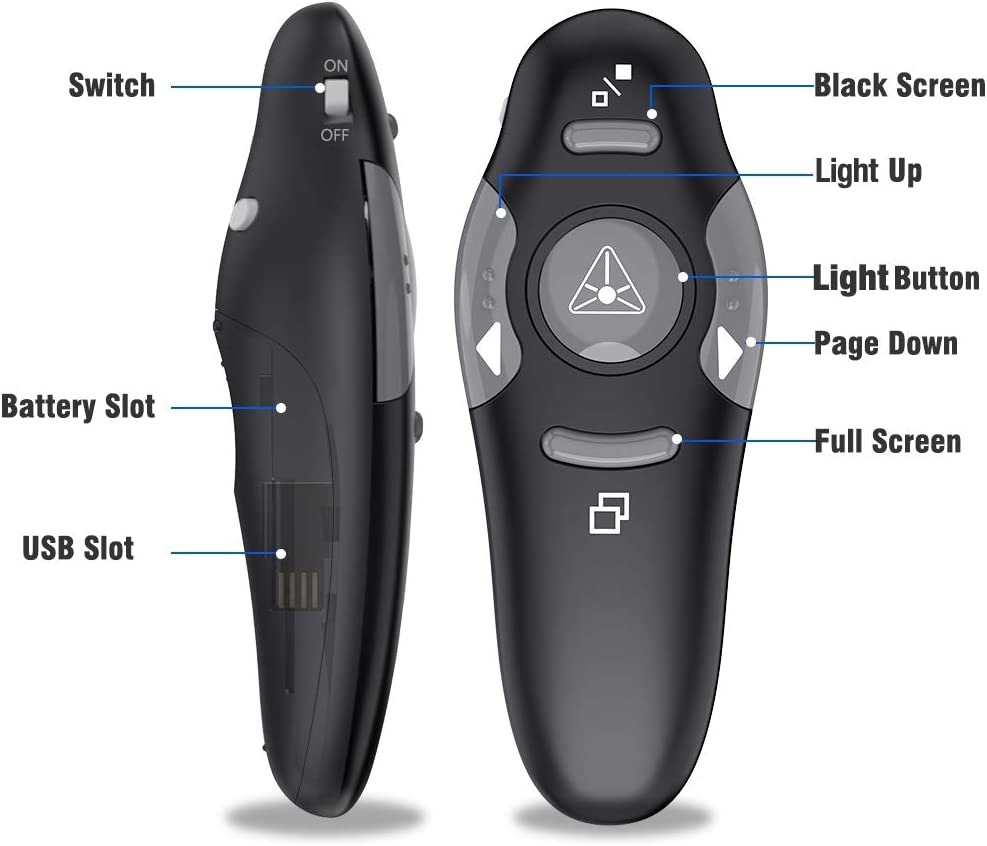 Switch
ON
OFF
Battery Slot
USB Slot
Black Screen
Light Up
Light Button
Page Down
Full Screen